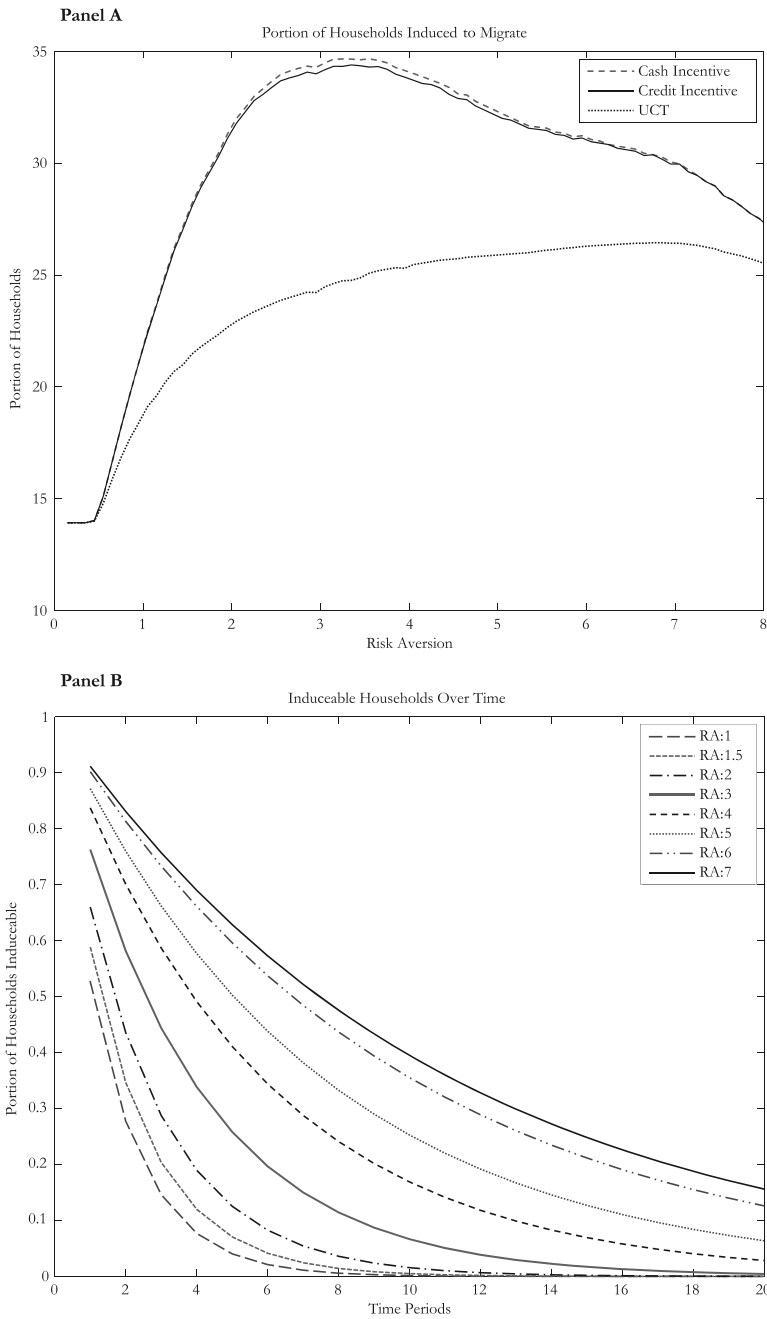 Panel A
Portion of Households Induced to Migrate
35
Cash Incentive
Credit Incentive
UCT
30
25
Portion of Households
20
15
10
0 1 2 3 4 5 6 7 8
Risk Aversion
Panel B
Induceable Households Over Time
1
RA:1
RA:1.5
RA:2
RA:3
RA:4
RA:5
RA:6
RA:7
0.9
0.8
0.7
0.6
0.5
Portion of Households Induceable
0.4
0.3
0.2
0.1
0
0 2 4 6 8 10 12 14 16 18 20
Time Periods